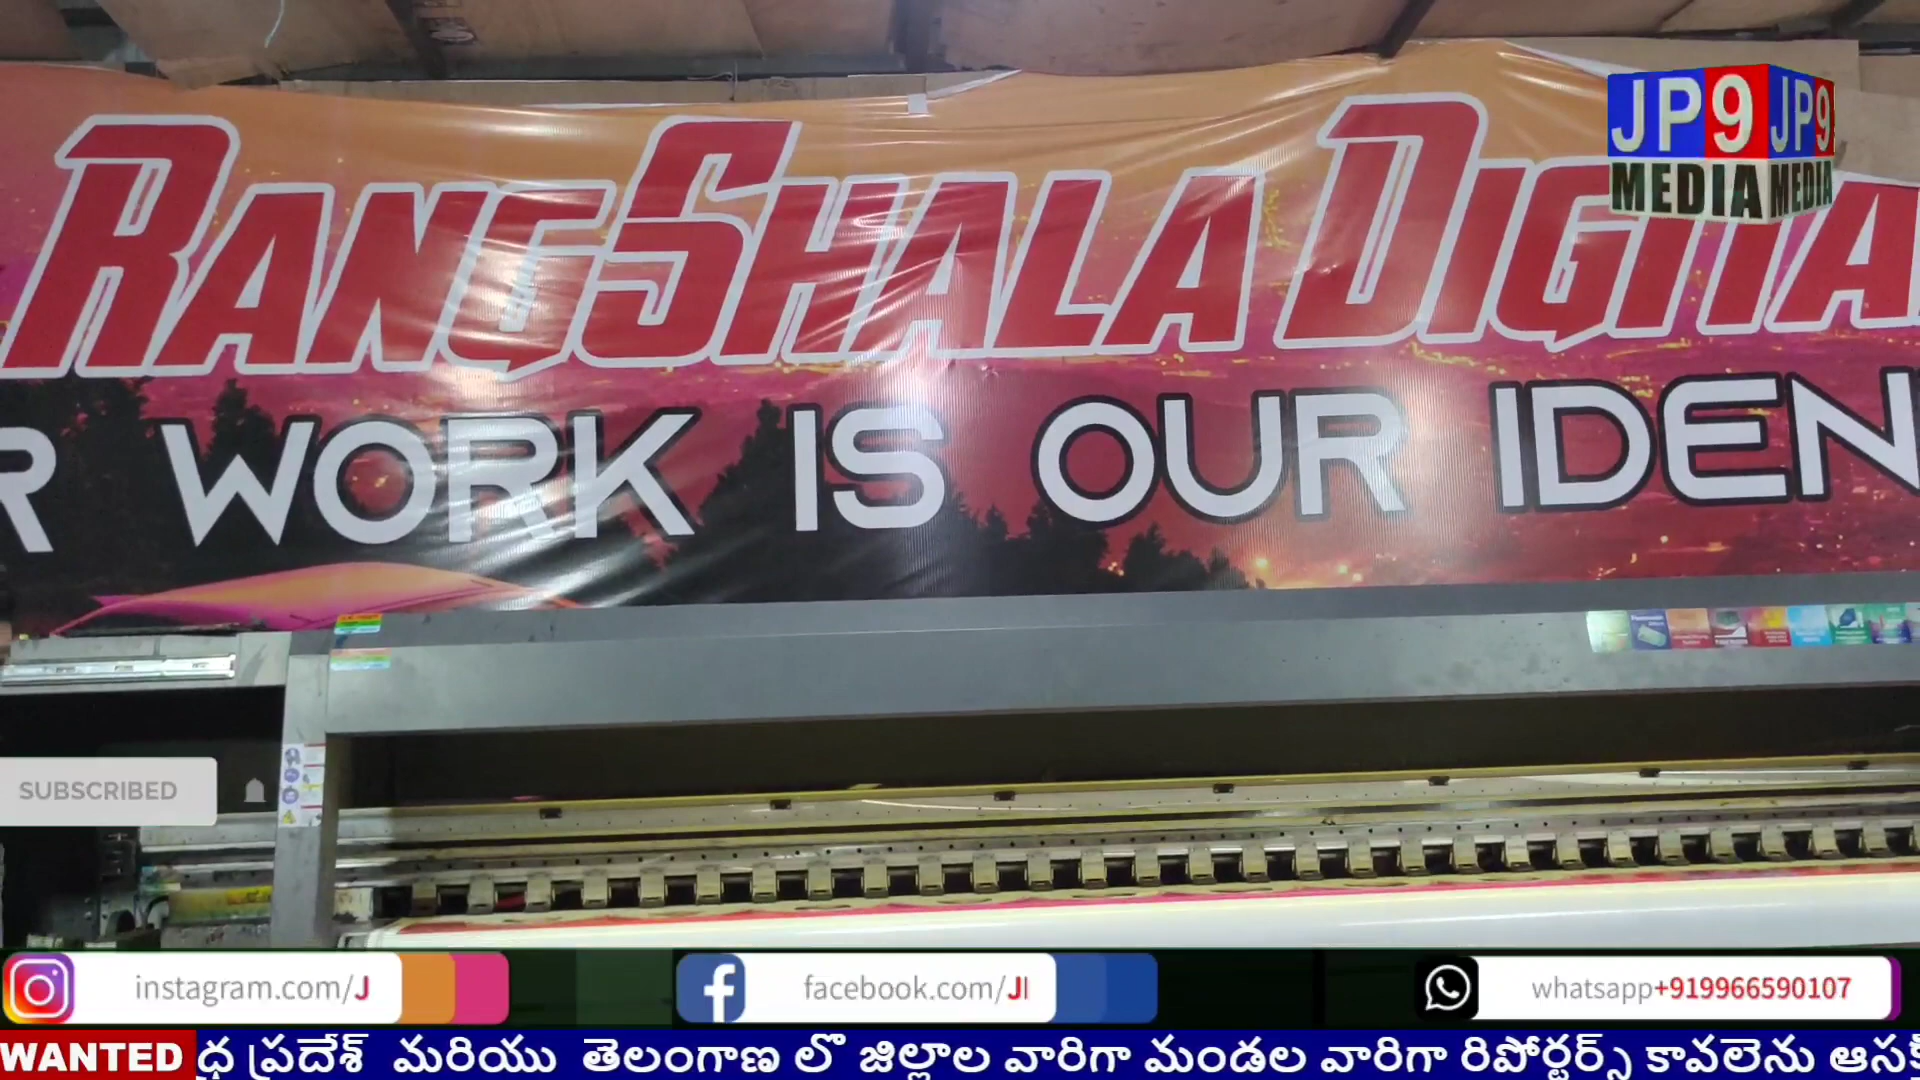 JP9 JP9
MEDIA MEDIA
RANGSHALA DIGITA
R WORK IS OUR IDEN
SUBSCRIBED
instagram.com/J
facebook.com/JI
whatsapp+919966590107
WANTED ధ్ర ప్రదేశ్ మరియు తెలంగాణ లో జిల్లాల వారిగా మండల వారిగా రిపోర్టర్స్ కావలెను ఆసక్